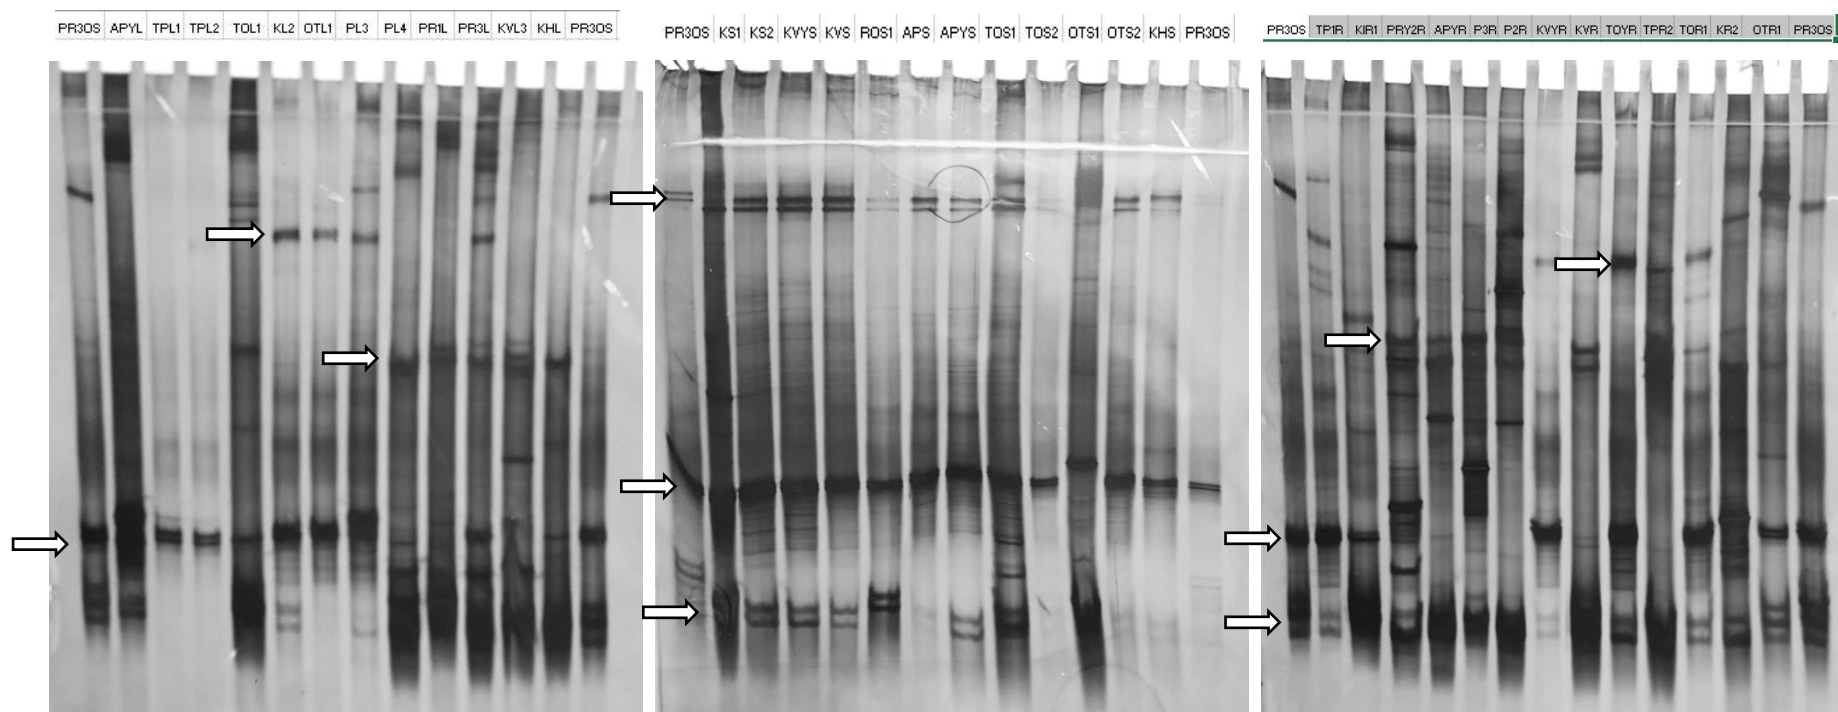 PR3OS APYL TPL1 TPL2 TOL1 KL2 OTL1 PL3 PL4 PR1L PR3L KVL3 KHL PR3OS
PR3OS KS1 KS2 KVYS KVS ROS1 APS APYS TOS1 TOS2 OTS1 OTS2 KHS PR3OS
PR3OS TP1R KIR1 PRY2R APYR P3R P2R KVYR KVR TOYR TPR2 TOR1 KR2 OTR1 PR3OS